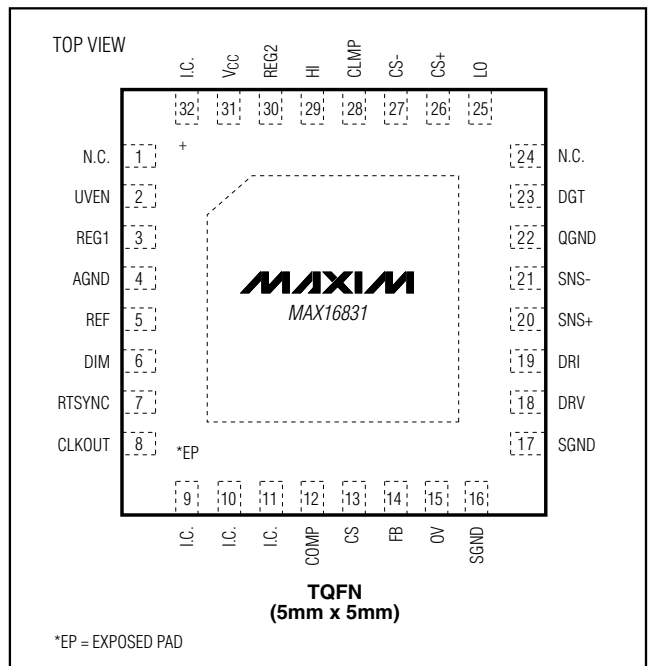 TOP VIEW
I.C. VCC REG2 HI CLMP CS- CS+ LO
32 31 30 29 28 27 26 25
+
N.C. 1 24 N.C.
UVEN 2 23 DGT
REG1 3 22 QGND
AGND 4 21 SNS-
MAXIM
MAX16831
REF 5 20 SNS+
DIM 6 19 DRI
RTSYNC 7 18 DRV
CLKOUT 8 17 SGND
*EP
9 10 11 12 13 14 15 16
I.C. I.C. I.C. COMP CS FB OV SGND
TQFN
(5mm x 5mm)
*EP = EXPOSED PAD